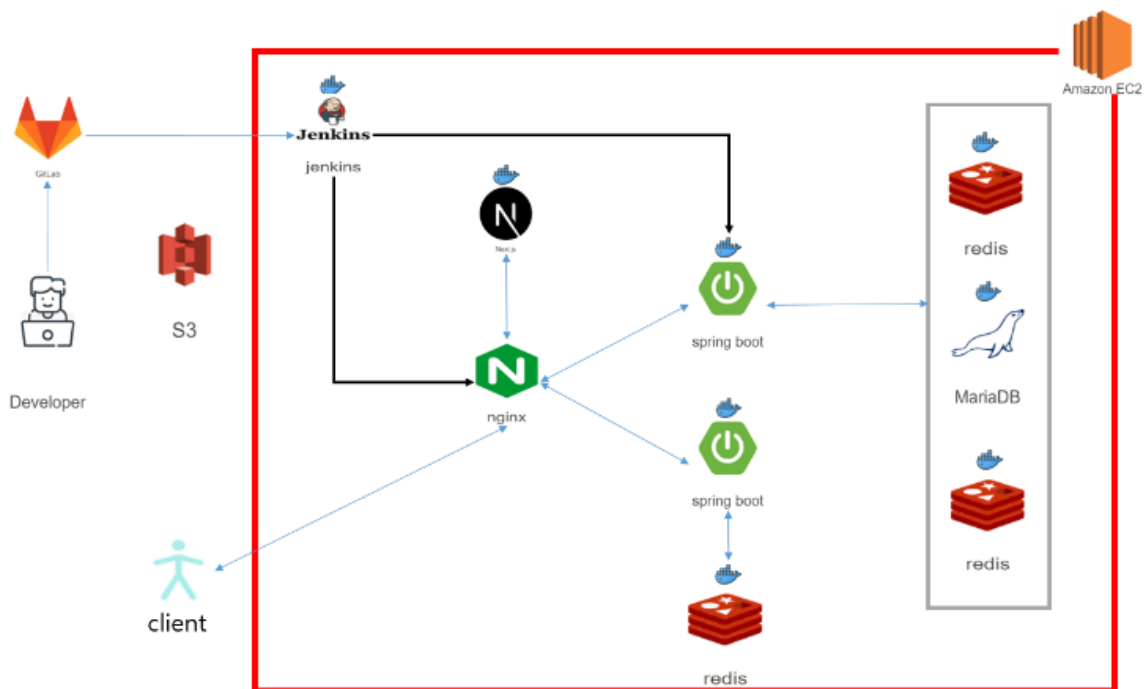 Amazon EC2
Jenkins
jenkins
GitLab
Next.js
redis
S3
spring boot
MariaDB
Developer
nginx
spring boot
redis
client
redis